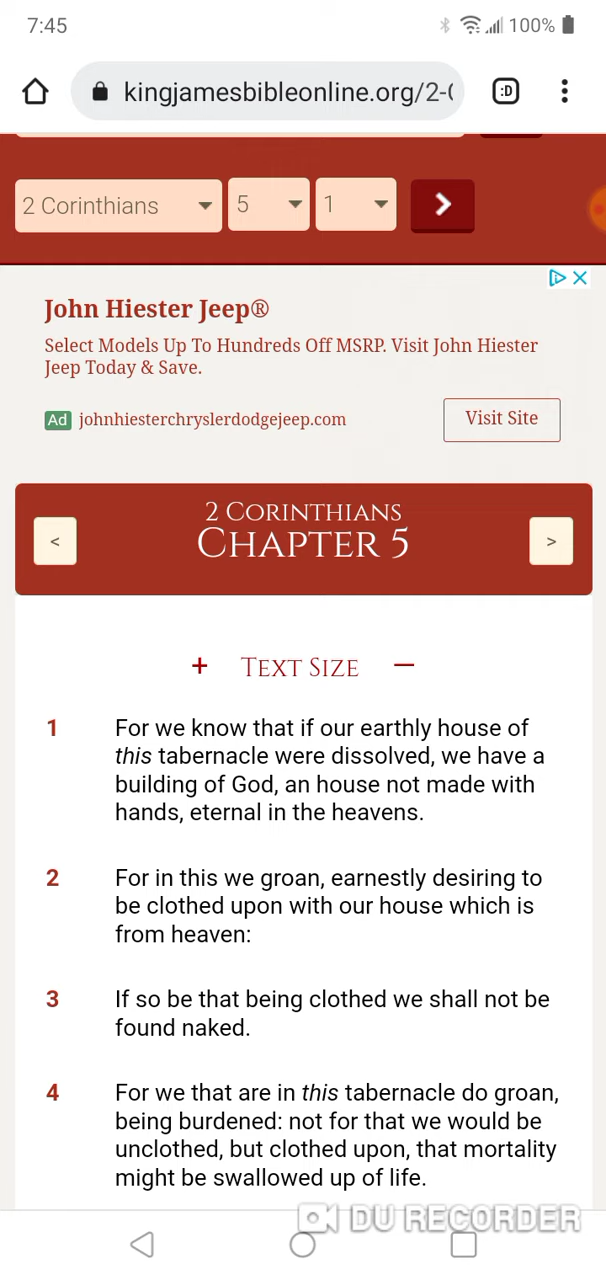 7:45
100%
kingjamesbibleonline.org/2-(
:D
2 Corinthians
5
1
John Hiester Jeep®
Select Models Up To Hundreds Off MSRP. Visit John Hiester
Jeep Today & Save.
Ad johnhiesterchryslerdodgejeep.com
Visit Site
2 Corinthians
Chapter 5
<
>
+ Text Size −
1 For we know that if our earthly house of
this tabernacle were dissolved, we have a
building of God, an house not made with
hands, eternal in the heavens.
2 For in this we groan, earnestly desiring to
be clothed upon with our house which is
from heaven:
3 If so be that being clothed we shall not be
found naked.
4 For we that are in this tabernacle do groan,
being burdened: not for that we would be
unclothed, but clothed upon, that mortality
might be swallowed up of life.
DU RECORDER